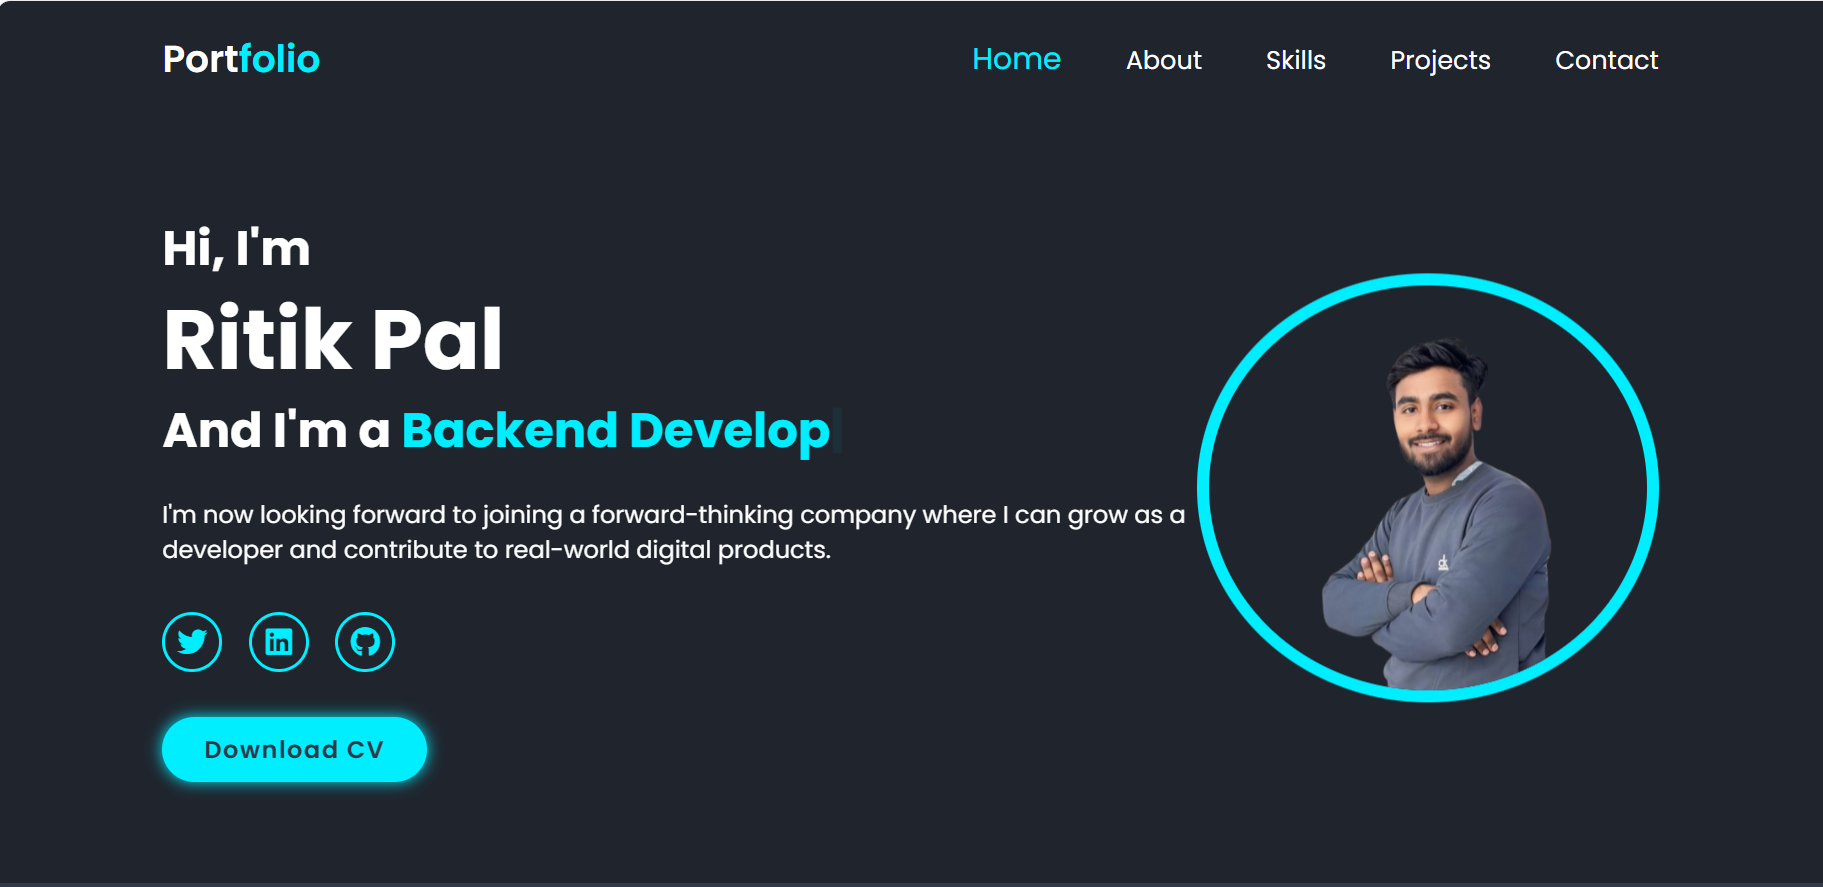 Portfolio
Home About Skills Projects Contact
Hi, I'm
Ritik Pal
And I'm a Backend Develop
I'm now looking forward to joining a forward-thinking company where I can grow as a
developer and contribute to real-world digital products.
in
Download CV